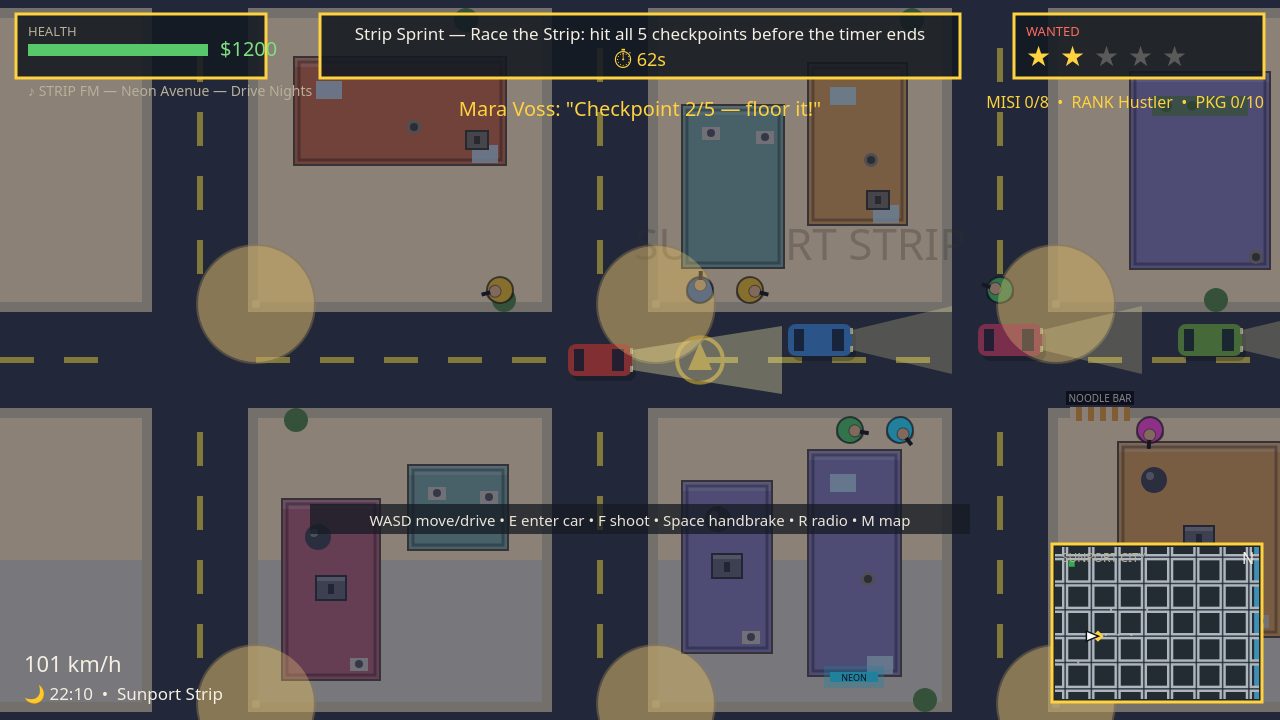 HEALTH
$1200
♪ STRIP FM — Neon Avenue — Drive Nights
Strip Sprint — Race the Strip: hit all 5 checkpoints before the timer ends
⏱ 62s
Mara Voss: "Checkpoint 2/5 — floor it!"
WANTED
★ ★ ★ ★ ★
MISI 0/8 • RANK Hustler • PKG 0/10
NOODLE BAR
WASD move/drive • E enter car • F shoot • Space handbrake • R radio • M map
N
NEON
101 km/h
🌙 22:10 • Sunport Strip